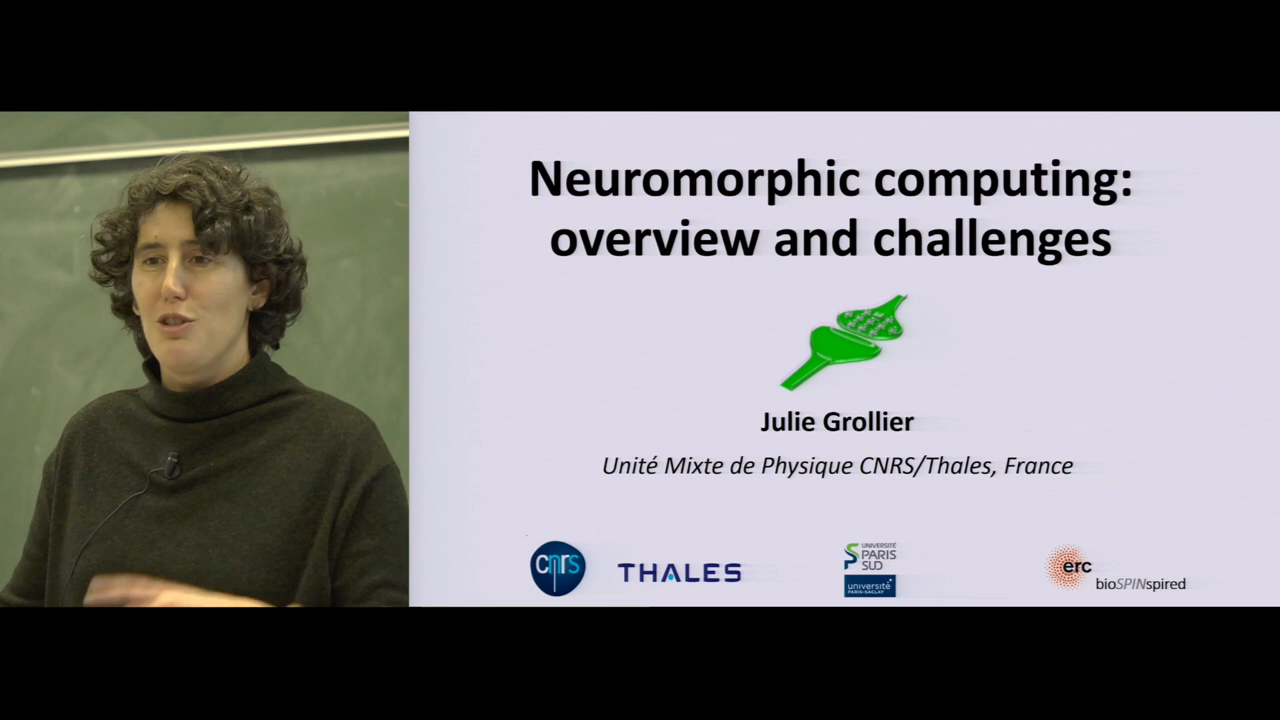 Neuromorphic computing:
overview and challenges
Julie Grollier
Unité Mixte de Physique CNRS/Thales, France
cnrs
THALES
UNIVERSITÉ
PARIS
SUD
université
PARIS-SACLAY
erc
bioSPINspired